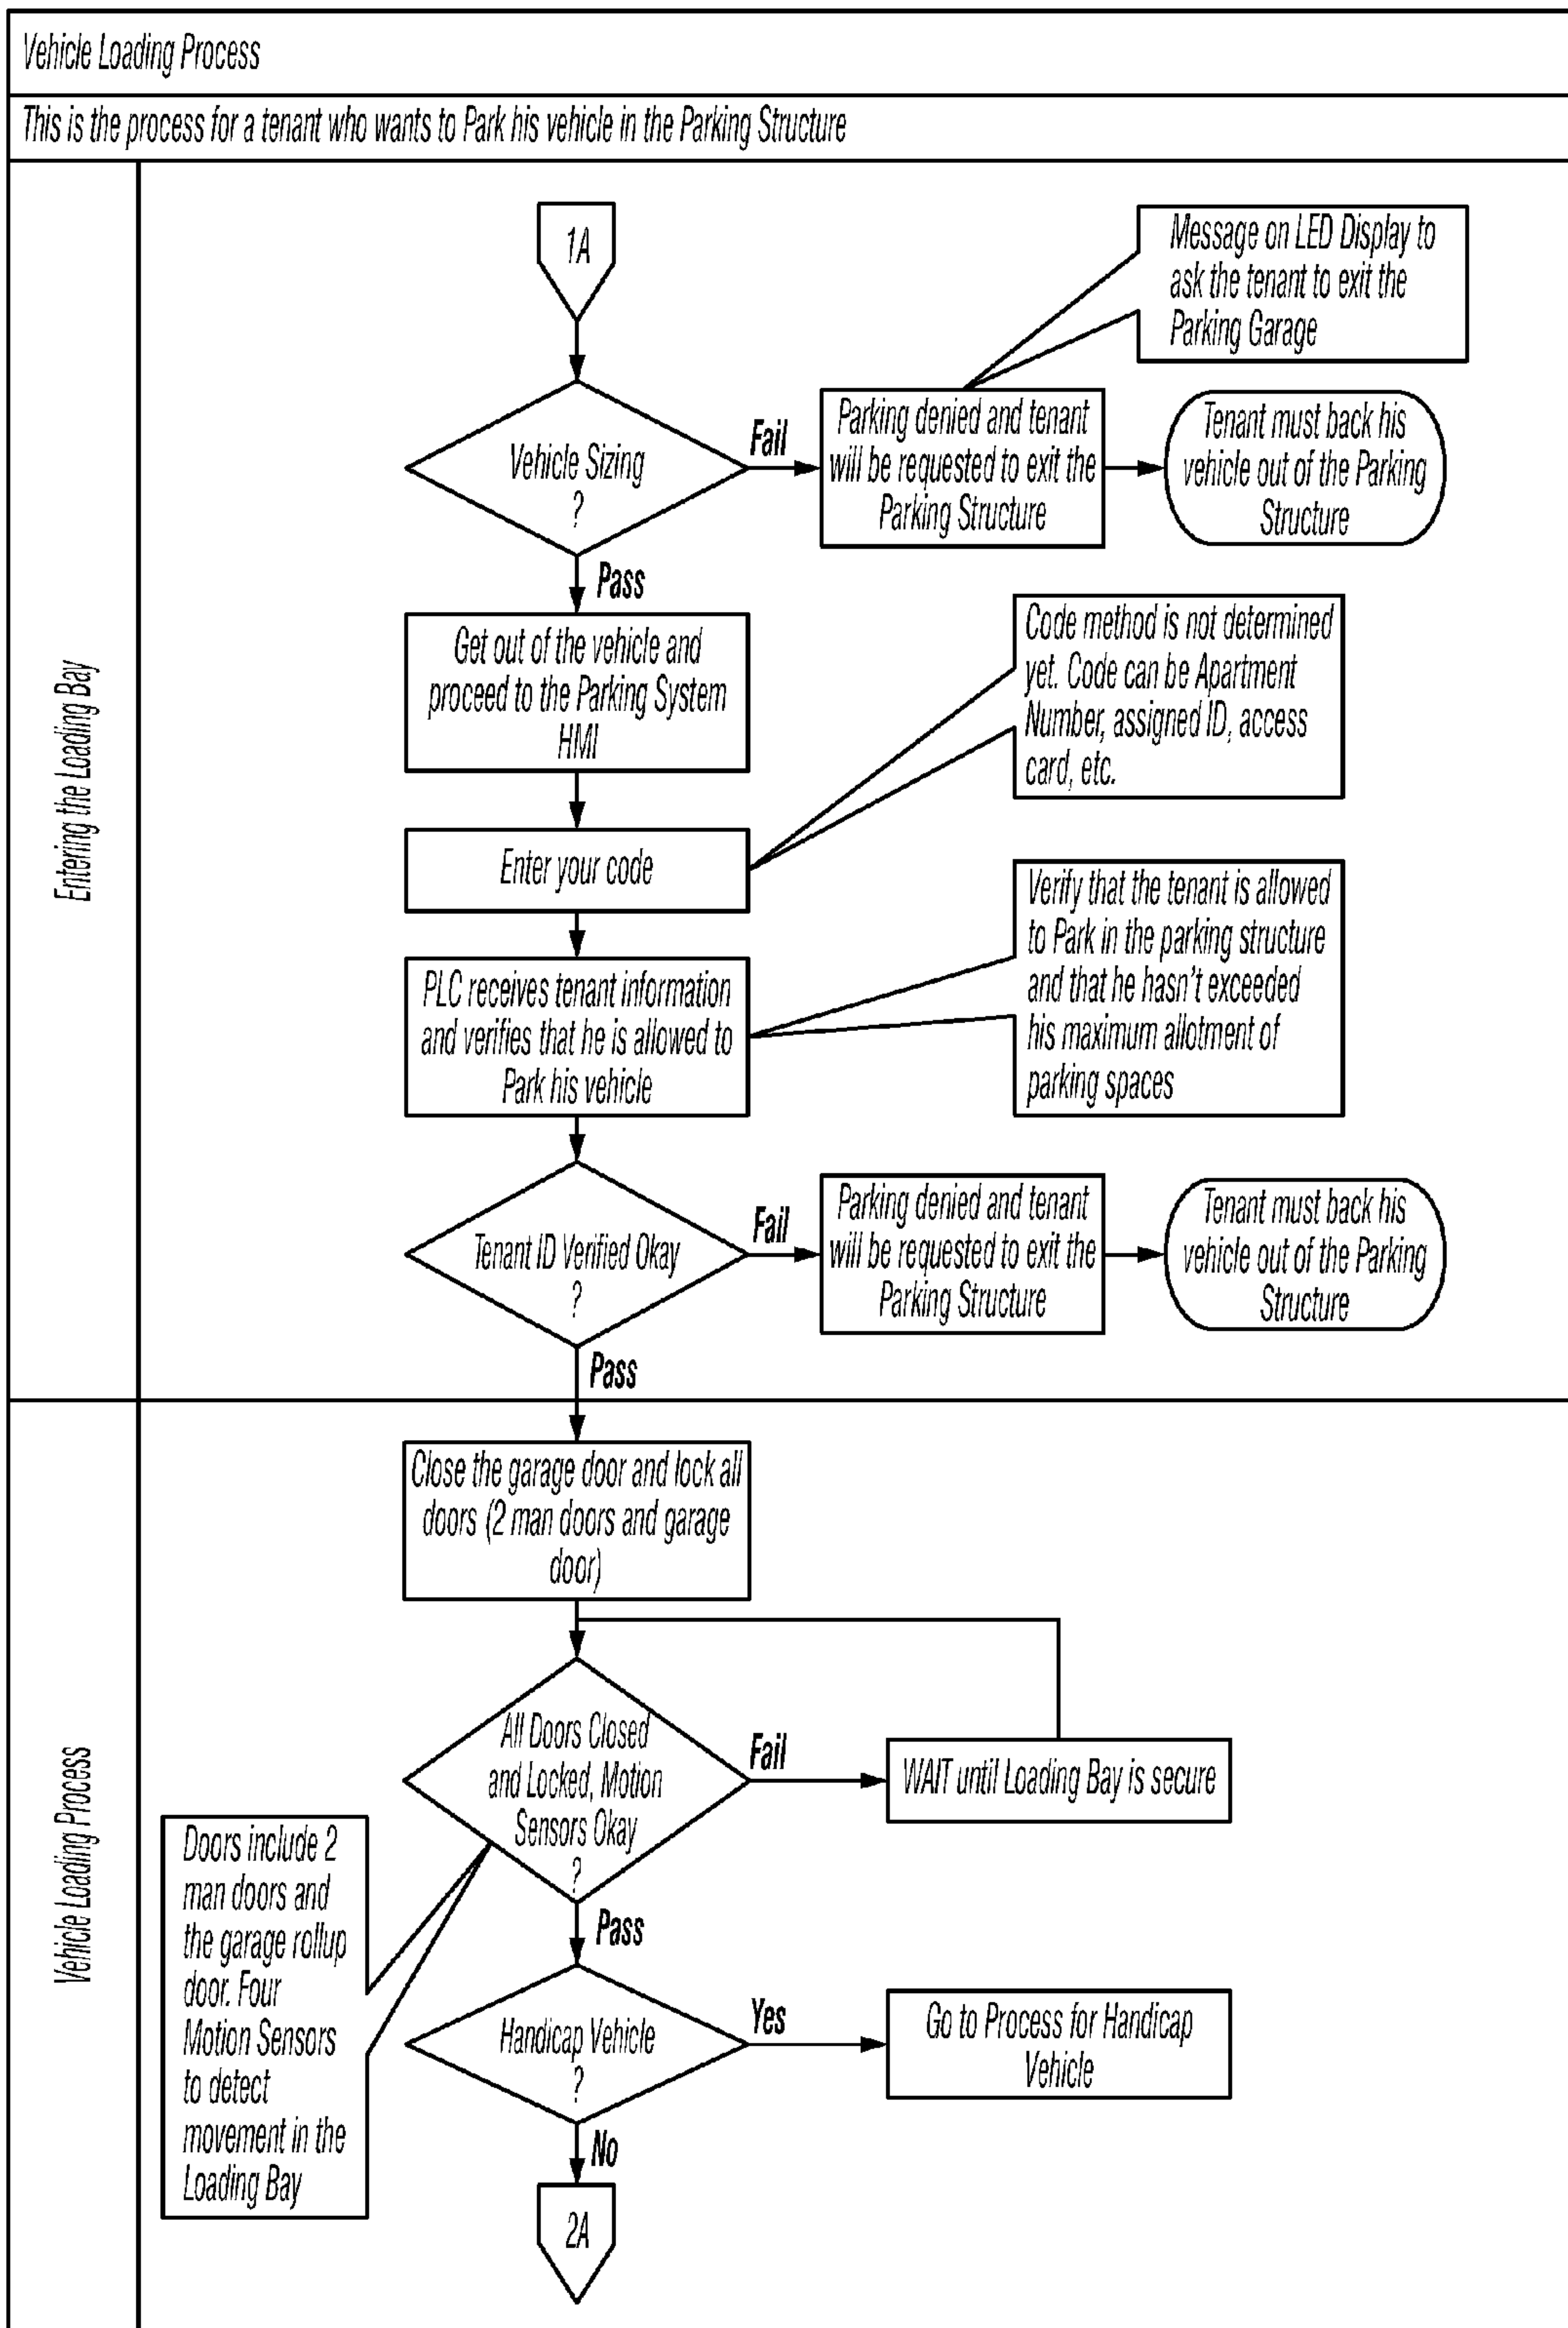 Vehicle Loading Process
This is the process for a tenant who wants to Park his vehicle in the Parking Structure
Entering the Loading Bay
1A
Message on LED Display to
ask the tenant to exit the
Parking Garage
Vehicle Sizing
?
Fail
Parking denied and tenant
will be requested to exit the
Parking Structure
Tenant must back his
vehicle out of the Parking
Structure
Pass
Get out of the vehicle and
proceed to the Parking System
HMI
Code method is not determined
yet. Code can be Apartment
Number, assigned ID, access
card, etc.
Enter your code
Verify that the tenant is allowed
to Park in the parking structure
and that he hasn't exceeded
his maximum allotment of
parking spaces
PLC receives tenant information
and verifies that he is allowed to
Park his vehicle
Tenant ID Verified Okay
?
Fail
Parking denied and tenant
will be requested to exit the
Parking Structure
Tenant must back his
vehicle out of the Parking
Structure
Pass
Vehicle Loading Process
Close the garage door and lock all
doors (2 man doors and garage
door)
All Doors Closed
and Locked, Motion
Sensors Okay
?
Fail
WAIT until Loading Bay is secure
Doors include 2
man doors and
the garage rollup
door. Four
Motion Sensors
to detect
movement in the
Loading Bay
Pass
Handicap Vehicle
?
Yes
Go to Process for Handicap
Vehicle
No
2A